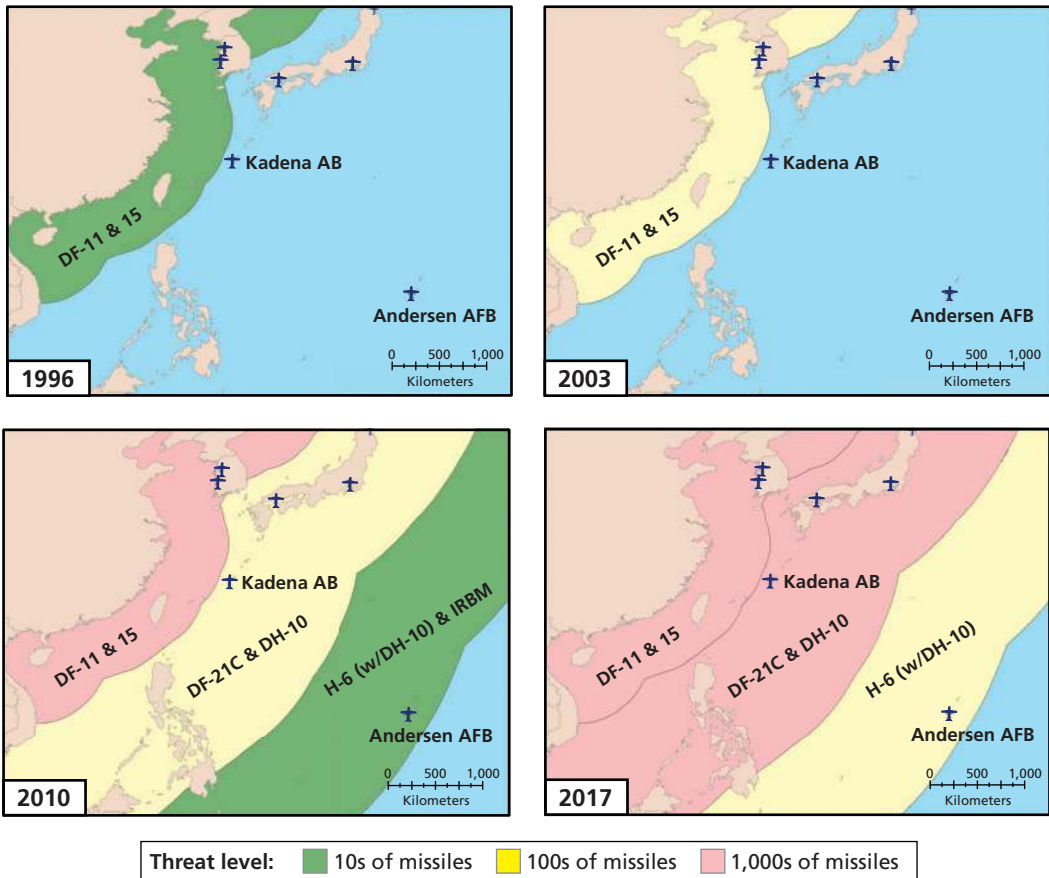 DF-11 & 15
Kadena AB
Andersen AFB
0 500 1,000
Kilometers
1996
DF-11 & 15
Kadena AB
Andersen AFB
0 500 1,000
Kilometers
2003
DF-11 & 15
Kadena AB
DF-21C & DH-10
H-6 (w/DH-10) & IRBM
Andersen AFB
0 500 1,000
Kilometers
2010
DF-11 & 15
Kadena AB
DF-21C & DH-10
H-6 (w/DH-10)
Andersen AFB
0 500 1,000
Kilometers
2017
Threat level: 10s of missiles 100s of missiles 1,000s of missiles